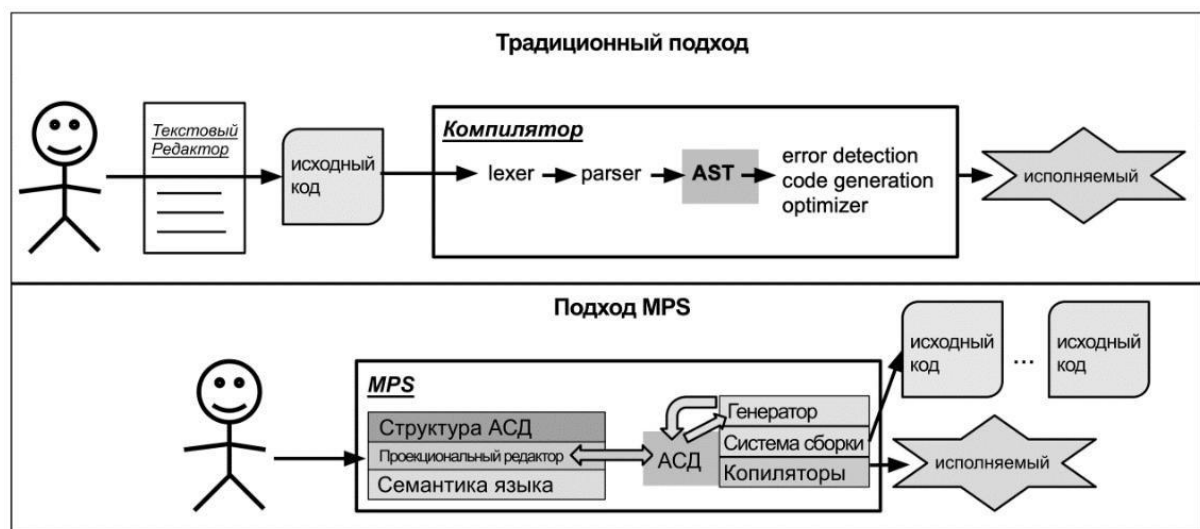 Традиционный подход
Текстовый
Редактор
исходный
код
Компилятор
lexer
parser
AST
error detection
code generation
optimizer
исполняемый
Подход MPS
MPS
Структура АСД
Проекциональный редактор
Семантика языка
АСД
Генератор
Система сборки
Копиляторы
исходный
код
...
исходный
код
исполняемый